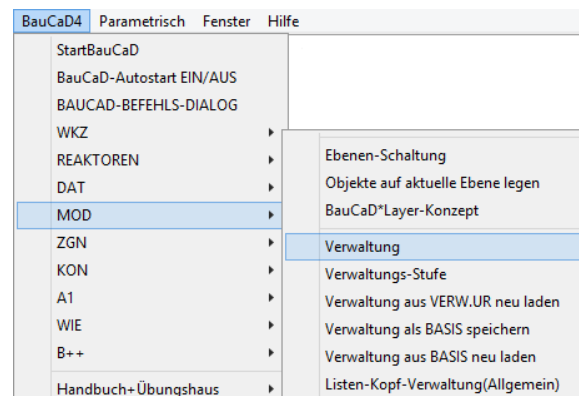 BauCaD4 Parametrisch Fenster Hilfe
StartBauCaD
BauCaD-Autostart EIN/AUS
BAUCAD-BEFEHLS-DIALOG
WKZ
REAKTOREN
DAT
MOD
ZGN
KON
A1
WIE
B++
Handbuch+Übungshaus
Ebenen-Schaltung
Objekte auf aktuelle Ebene legen
BauCaD*Layer-Konzept
Verwaltung
Verwaltungs-Stufe
Verwaltung aus VERW.UR neu laden
Verwaltung als BASIS speichern
Verwaltung aus BASIS neu laden
Listen-Kopf-Verwaltung(Allgemein)